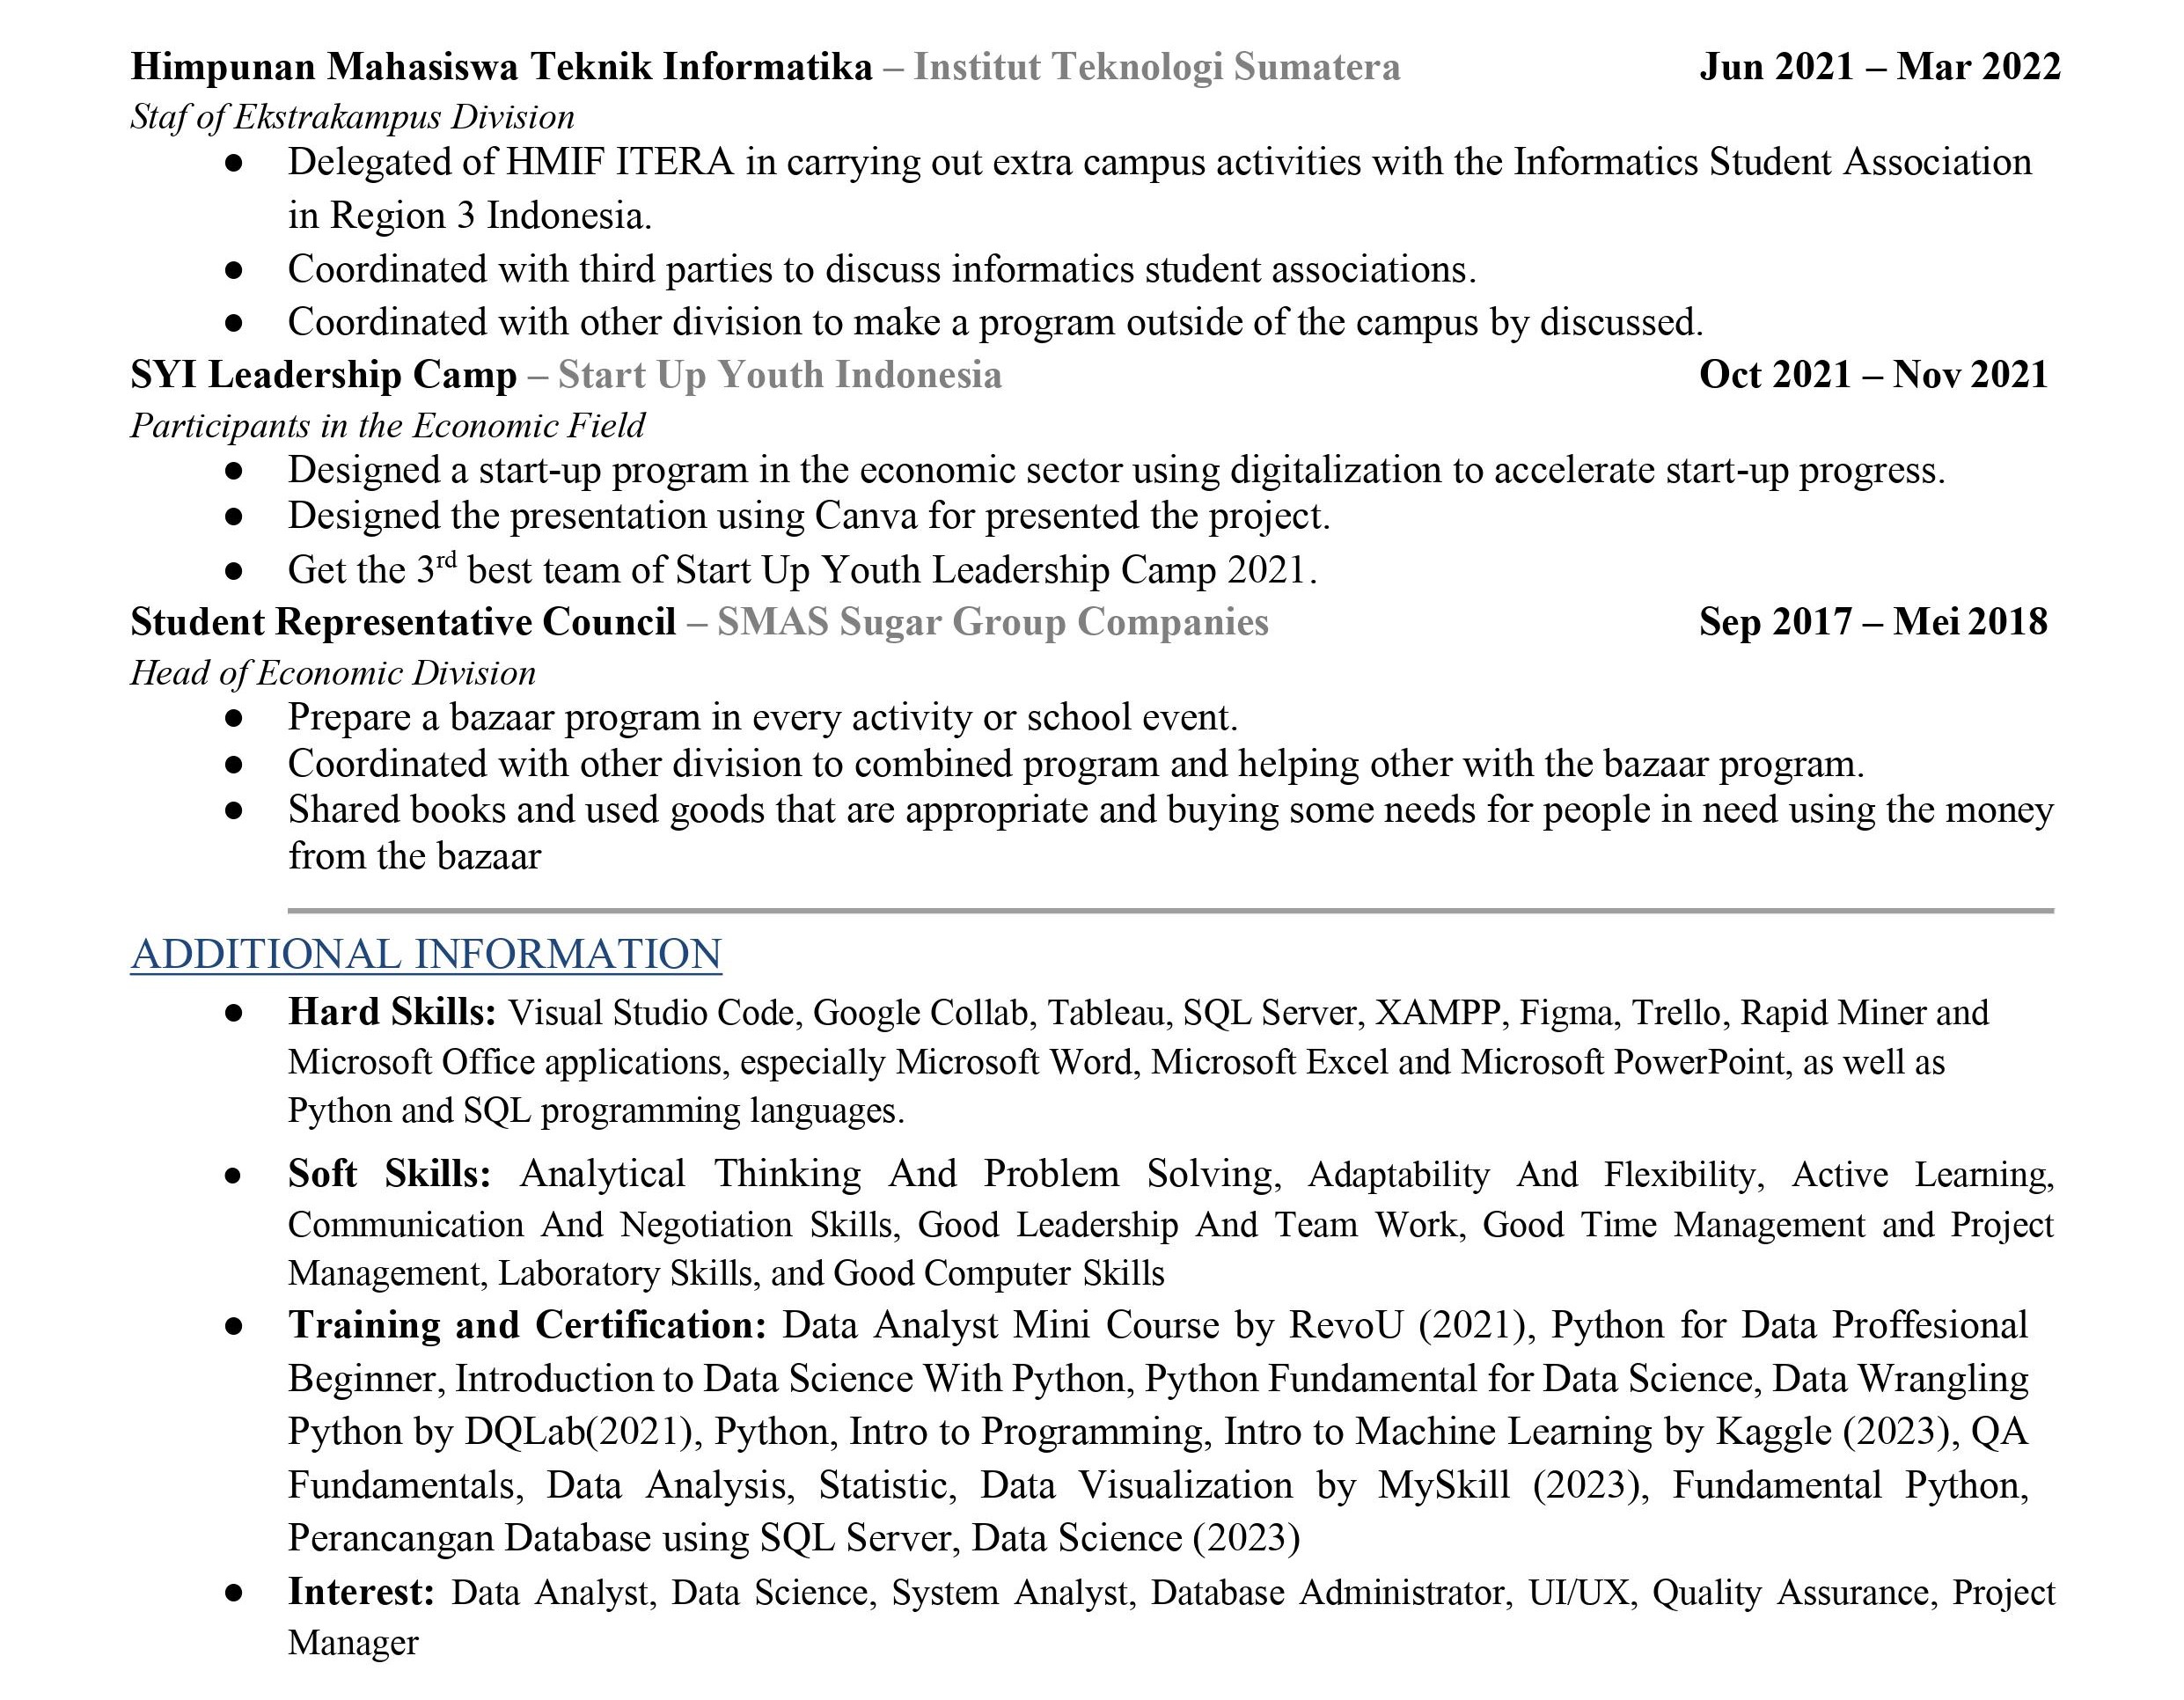 Himpunan Mahasiswa Teknik Informatika – Institut Teknologi Sumatera Jun 2021 – Mar 2022
Staf of Ekstrakampus Division
● Delegated of HMIF ITERA in carrying out extra campus activities with the Informatics Student Association
in Region 3 Indonesia.
● Coordinated with third parties to discuss informatics student associations.
● Coordinated with other division to make a program outside of the campus by discussed.
SYI Leadership Camp – Start Up Youth Indonesia Oct 2021 – Nov 2021
Participants in the Economic Field
● Designed a start-up program in the economic sector using digitalization to accelerate start-up progress.
● Designed the presentation using Canva for presented the project.
● Get the 3rd best team of Start Up Youth Leadership Camp 2021.
Student Representative Council – SMAS Sugar Group Companies Sep 2017 – Mei 2018
Head of Economic Division
● Prepare a bazaar program in every activity or school event.
● Coordinated with other division to combined program and helping other with the bazaar program.
● Shared books and used goods that are appropriate and buying some needs for people in need using the money
from the bazaar
ADDITIONAL INFORMATION
● Hard Skills: Visual Studio Code, Google Collab, Tableau, SQL Server, XAMPP, Figma, Trello, Rapid Miner and
Microsoft Office applications, especially Microsoft Word, Microsoft Excel and Microsoft PowerPoint, as well as
Python and SQL programming languages.
● Soft Skills: Analytical Thinking And Problem Solving, Adaptability And Flexibility, Active Learning,
Communication And Negotiation Skills, Good Leadership And Team Work, Good Time Management and Project
Management, Laboratory Skills, and Good Computer Skills
● Training and Certification: Data Analyst Mini Course by RevoU (2021), Python for Data Proffesional
Beginner, Introduction to Data Science With Python, Python Fundamental for Data Science, Data Wrangling
Python by DQLab(2021), Python, Intro to Programming, Intro to Machine Learning by Kaggle (2023), QA
Fundamentals, Data Analysis, Statistic, Data Visualization by MySkill (2023), Fundamental Python,
Perancangan Database using SQL Server, Data Science (2023)
● Interest: Data Analyst, Data Science, System Analyst, Database Administrator, UI/UX, Quality Assurance, Project
Manager